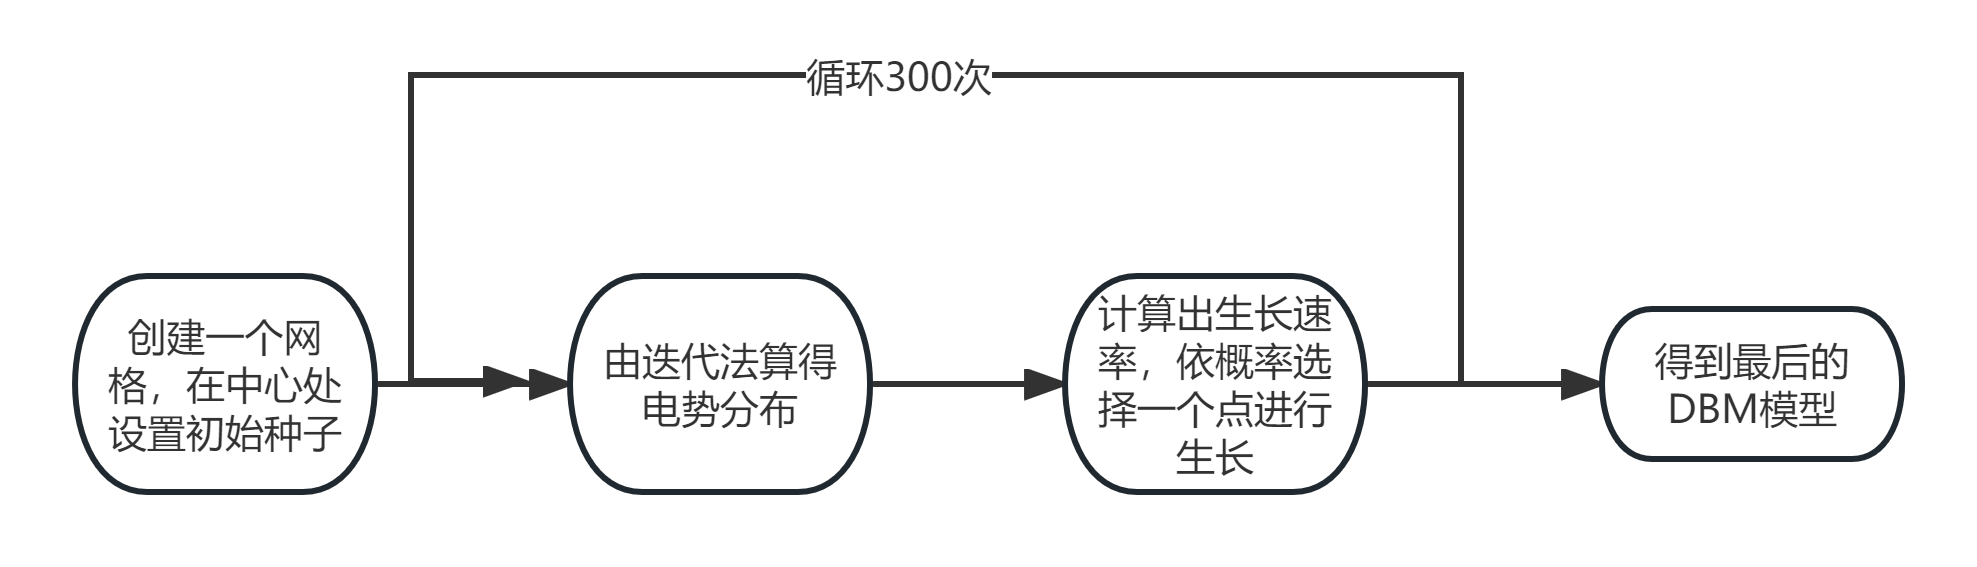 循环300次
创建一个网
格，在中心处
设置初始种子
由迭代法算得
电势分布
计算出生长速
率，依概率选
择一个点进行
生长
得到最后的
DBM模型